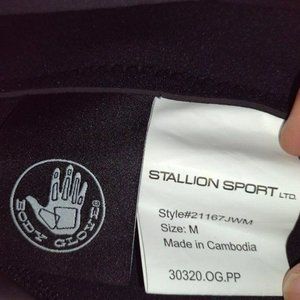 BODY GLOVE®
STALLION SPORT LTD.
Style#21167JWM
Size: M
Made in Cambodia
30320.OG.PP